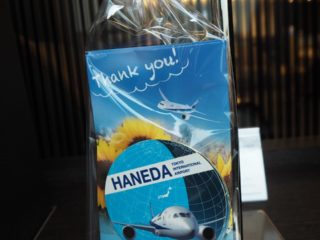 Thank you!
HANEDA
TOKYO
INTERNATIONAL
AIRPORT